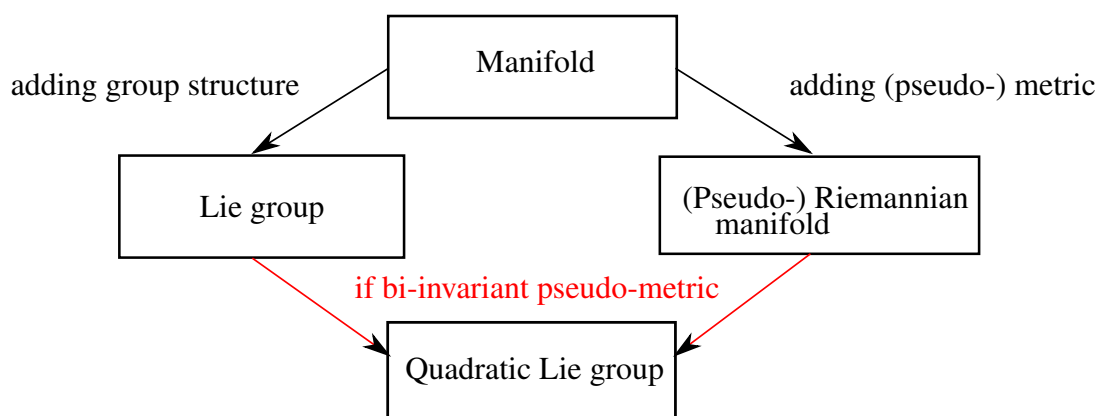 Manifold
adding group structure
adding (pseudo-) metric
Lie group
(Pseudo-) Riemannian
manifold
if bi-invariant pseudo-metric
Quadratic Lie group